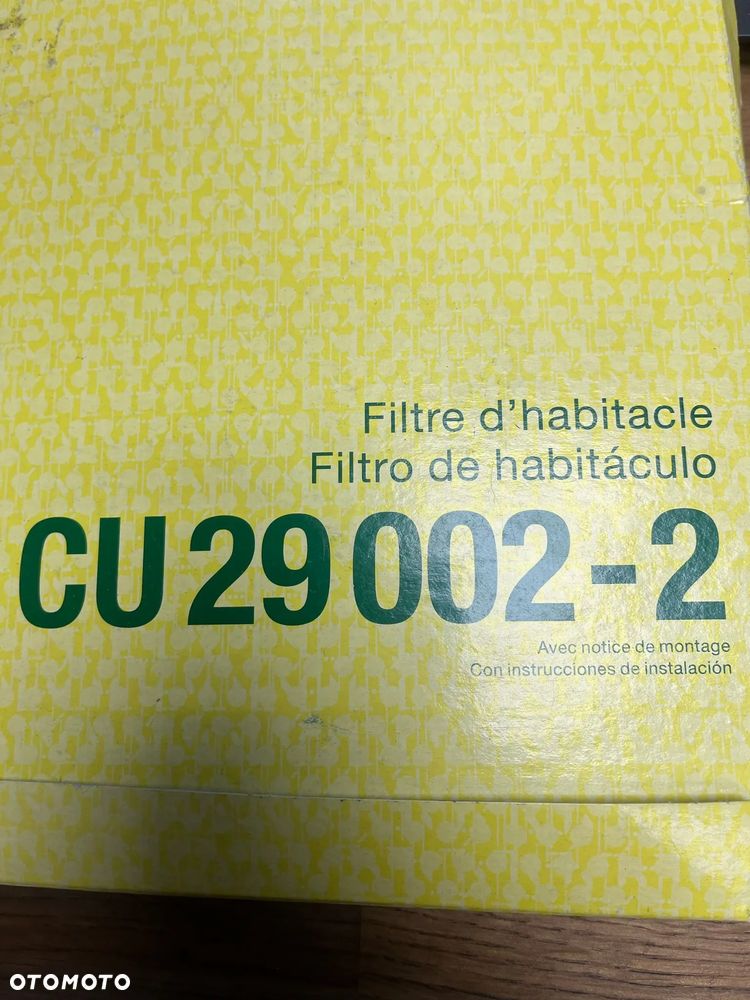 Filtre d'habitacle
Filtro de habitáculo
CU 29 002-2
Avec notice de montage
Con instrucciones de instalación
OTOMOTO